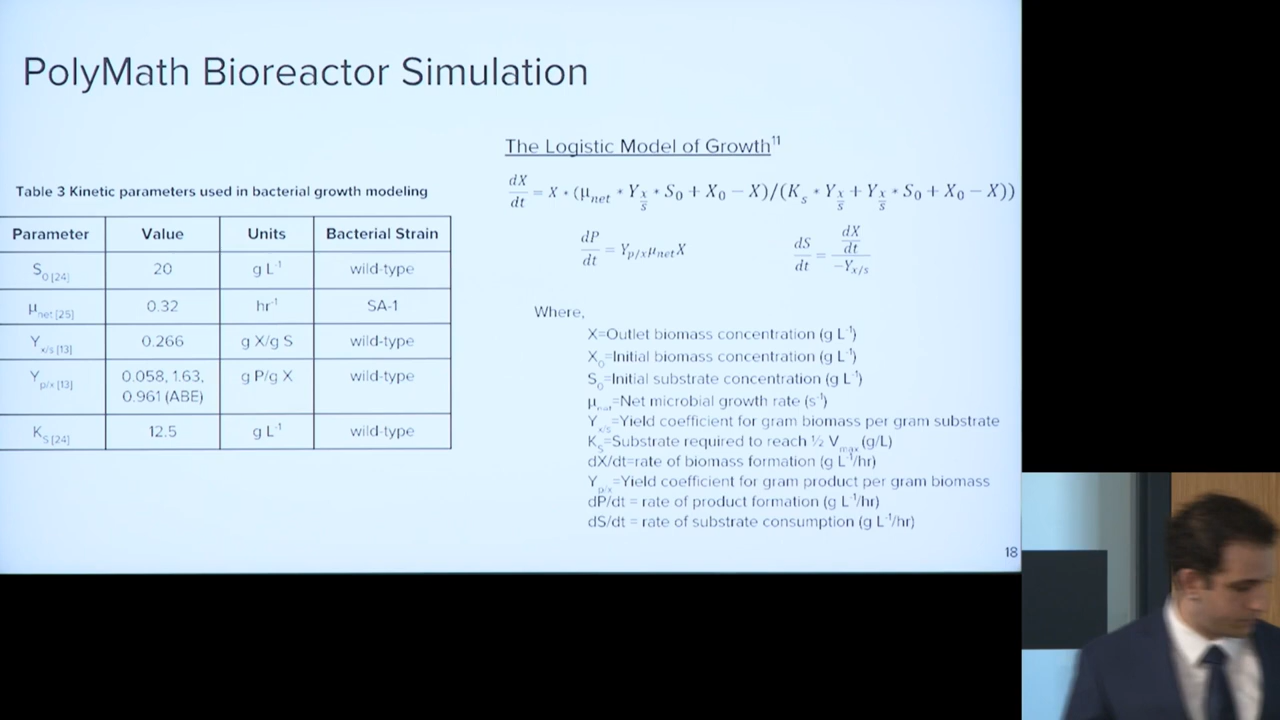 PolyMath Bioreactor Simulation
Table 3 Kinetic parameters used in bacterial growth modeling
Parameter Value Units Bacterial Strain
S0 [24] 20 g L-1 wild-type
μnet [25] 0.32 hr-1 SA-1
Yx/s [13] 0.266 g X/g S wild-type
Yp/x [13] 0.058, 1.63, 0.961 (ABE) g P/g X wild-type
KS [24] 12.5 g L-1 wild-type
The Logistic Model of Growth11
dX/dt = X * (μnet * Yx/s * S0 + X0 − X)/(Ks * Yx/s + Yx/s * S0 + X0 − X))
dP/dt = Yp/xμnetX
dS/dt = dX/dt / −Yx/s
Where,
X=Outlet biomass concentration (g L-1)
X0=Initial biomass concentration (g L-1)
S0=Initial substrate concentration (g L-1)
μnet=Net microbial growth rate (s-1)
Yx/s=Yield coefficient for gram biomass per gram substrate
Ks=Substrate required to reach ½ Vmax (g/L)
dX/dt=rate of biomass formation (g L-1/hr)
Yp/x=Yield coefficient for gram product per gram biomass
dP/dt = rate of product formation (g L-1/hr)
dS/dt = rate of substrate consumption (g L-1/hr)
18